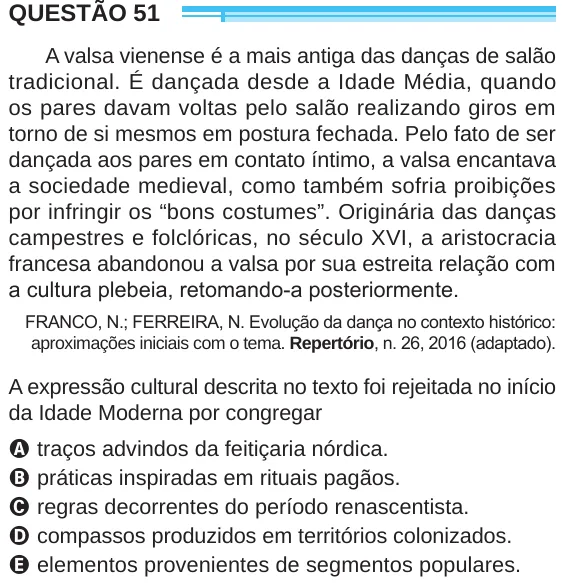 QUESTÃO 51
A valsa vienense é a mais antiga das danças de salão
tradicional. É dançada desde a Idade Média, quando
os pares davam voltas pelo salão realizando giros em
torno de si mesmos em postura fechada. Pelo fato de ser
dançada aos pares em contato íntimo, a valsa encantava
a sociedade medieval, como também sofria proibições
por infringir os “bons costumes”. Originária das danças
campestres e folclóricas, no século XVI, a aristocracia
francesa abandonou a valsa por sua estreita relação com
a cultura plebeia, retomando-a posteriormente.
FRANCO, N.; FERREIRA, N. Evolução da dança no contexto histórico:
aproximações iniciais com o tema. Repertório, n. 26, 2016 (adaptado).
A expressão cultural descrita no texto foi rejeitada no início
da Idade Moderna por congregar
A traços advindos da feitiçaria nórdica.
B práticas inspiradas em rituais pagãos.
C regras decorrentes do período renascentista.
D compassos produzidos em territórios colonizados.
E elementos provenientes de segmentos populares.